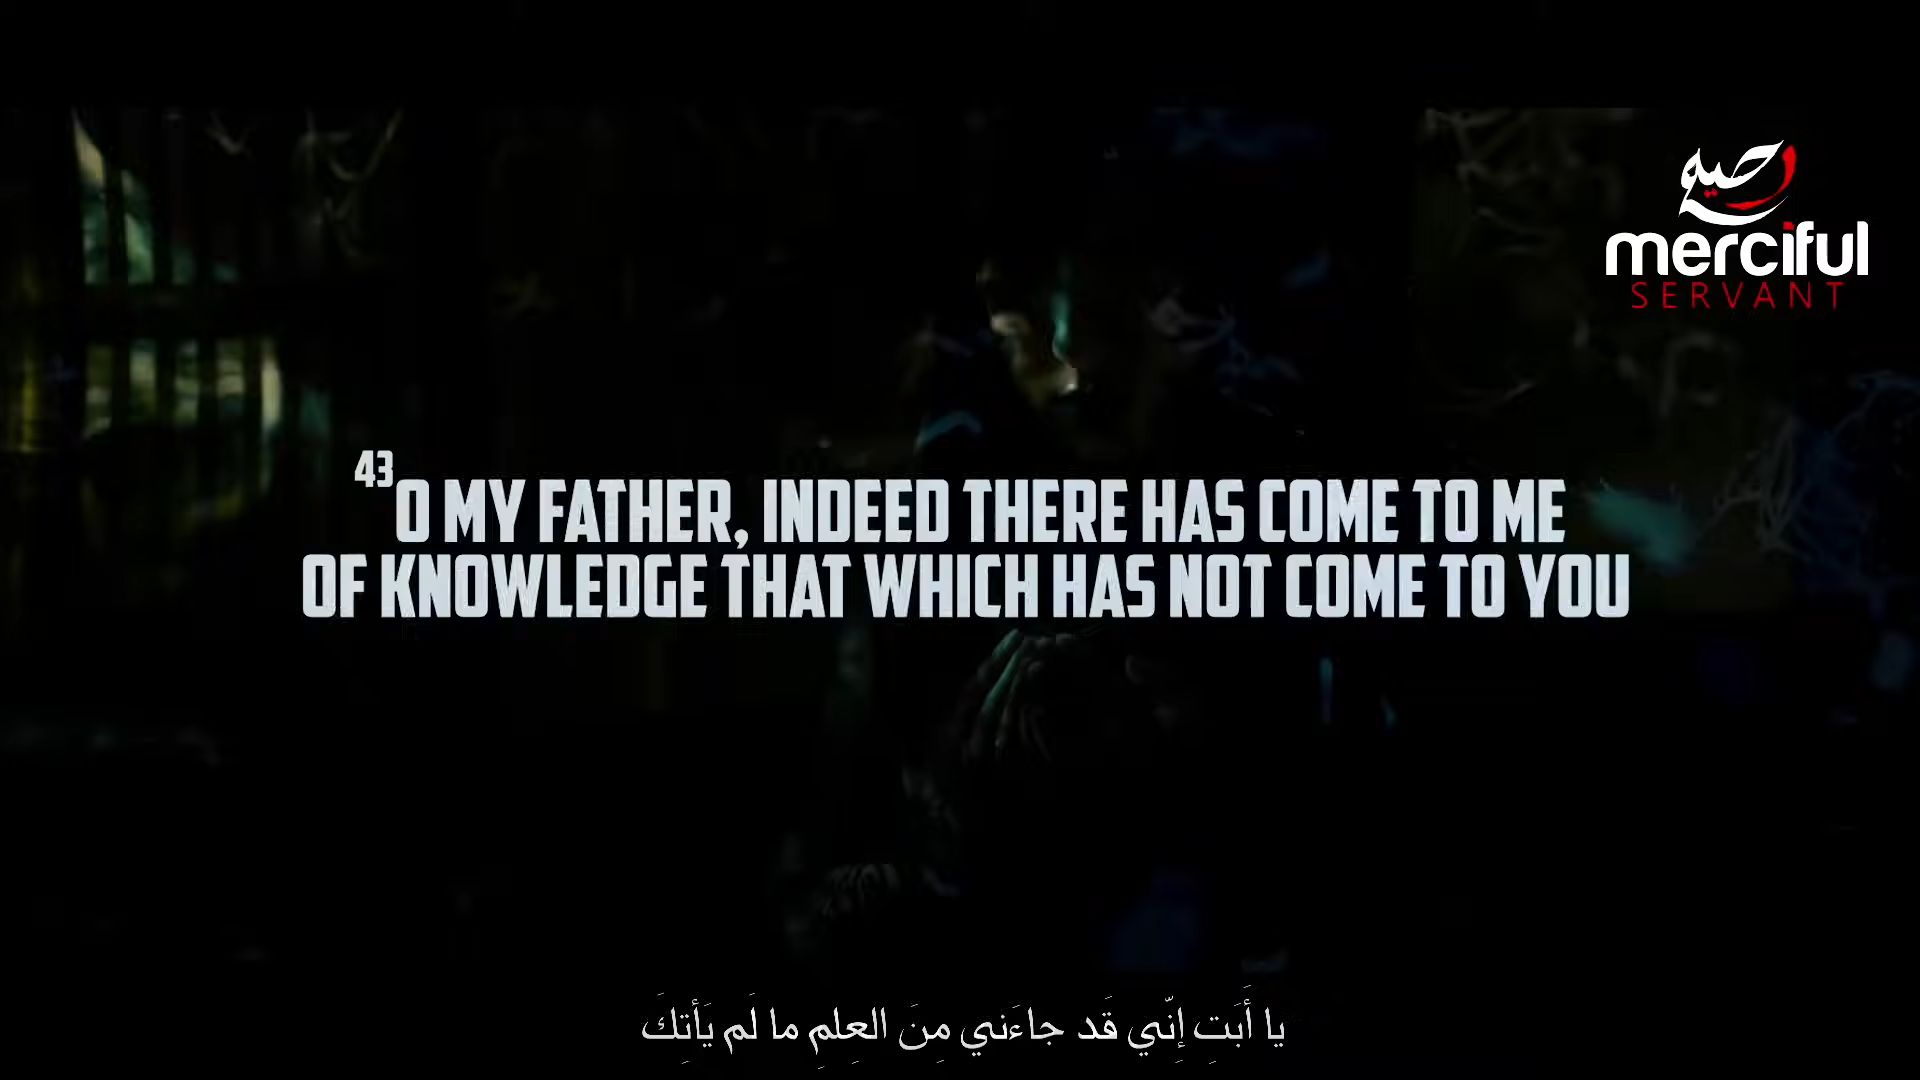 رحيم
merciful
SERVANT
43
O MY FATHER, INDEED THERE HAS COME TO ME
OF KNOWLEDGE THAT WHICH HAS NOT COME TO YOU
يا أَبَتِ إِنّي قَد جاءَني مِنَ العِلمِ ما لَم يَأتِكَ